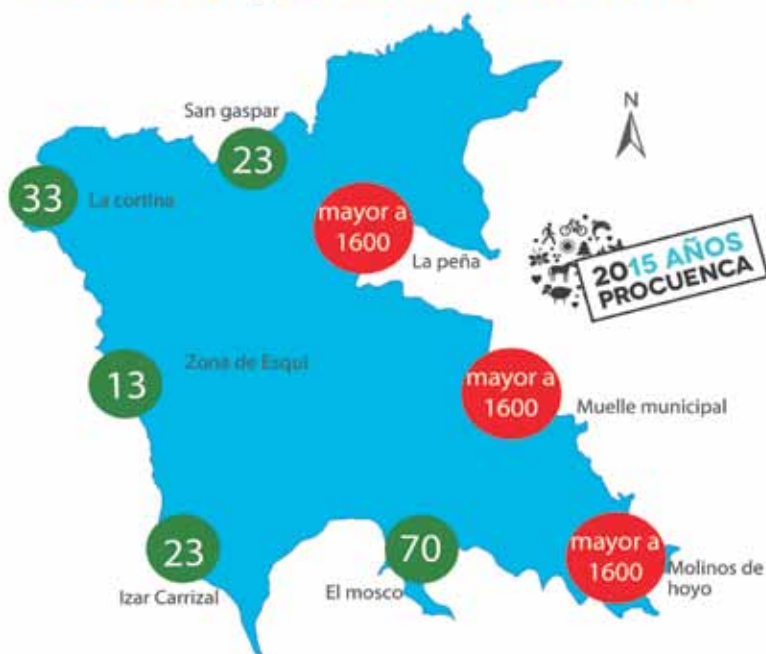 N
San gaspar
23
33
La cortina
mayor a
1600
La peña
2015 AÑOS
PROCUENCA
Zona de Esquí
13
mayor a
1600
Muelle municipal
23
Izar Carrizal
70
El mosco
mayor a
1600
Molinos de
hoyo